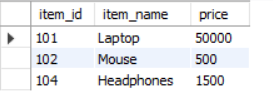 item_id item_name price
101 Laptop 50000
102 Mouse 500
104 Headphones 1500